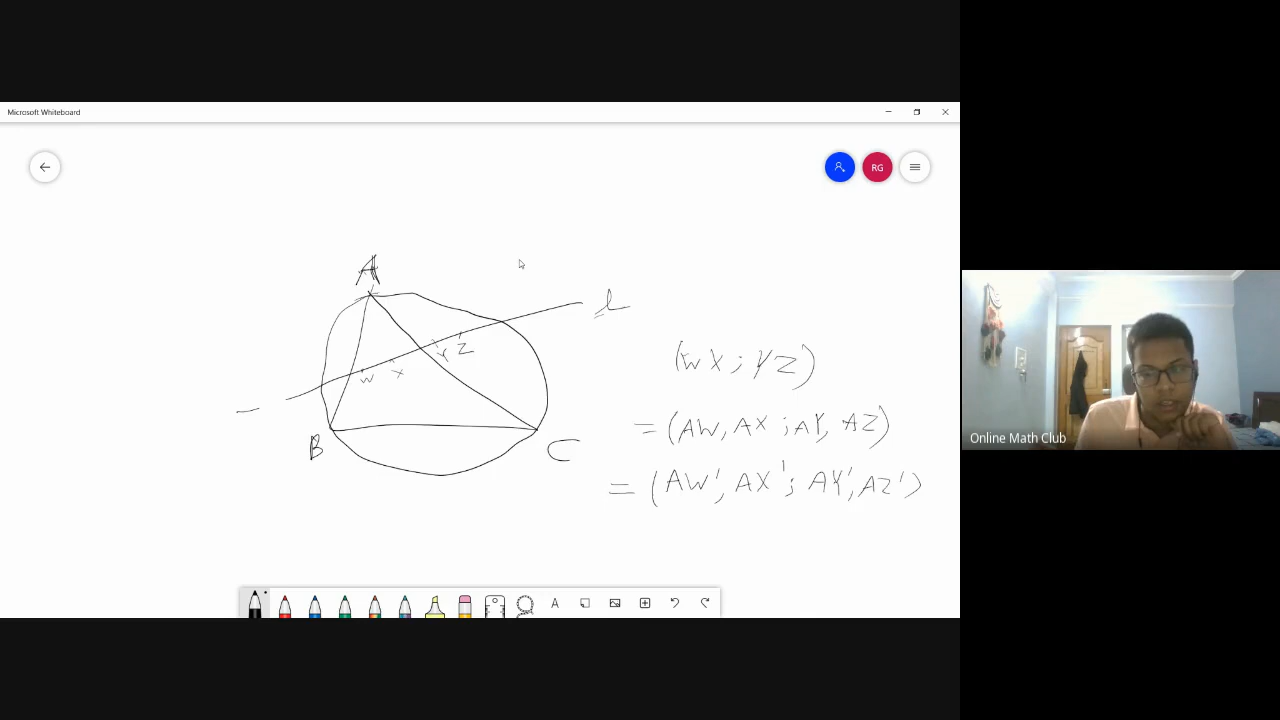 Microsoft Whiteboard
RG
A
l
W X Y Z
B
C
(WX; YZ)
= (AW, AX; AY, AZ)
= (AW', AX'; AY', AZ')
Online Math Club
A